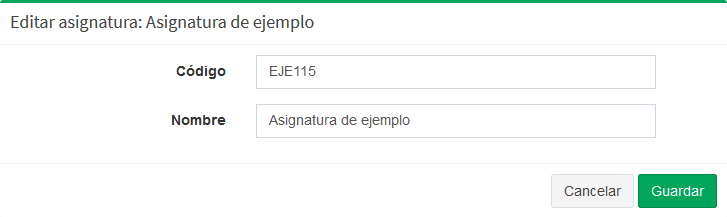 Editar asignatura: Asignatura de ejemplo
Código EJE115
Nombre Asignatura de ejemplo
Cancelar Guardar